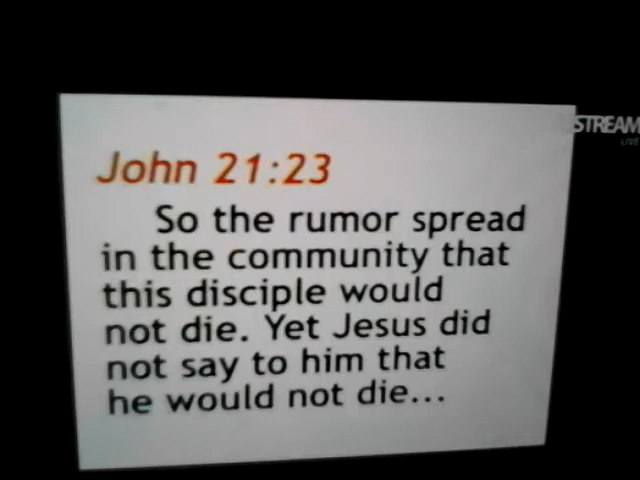 STREAM
LIVE
John 21:23
So the rumor spread
in the community that
this disciple would
not die. Yet Jesus did
not say to him that
he would not die...